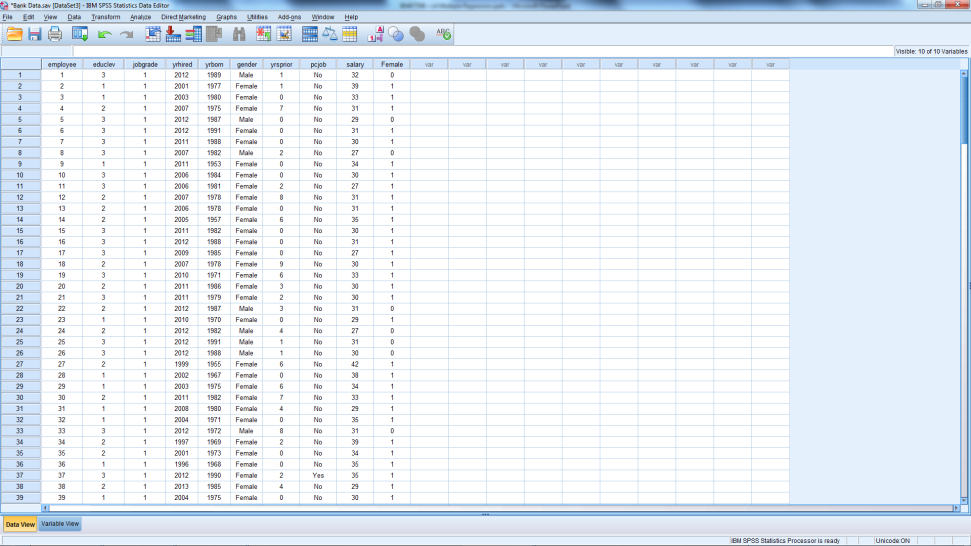 *Bank Data.sav [DataSet3] - IBM SPSS Statistics Data Editor
File Edit View Data Transform Analyze Direct Marketing Graphs Utilities Add-ons Window Help
Visible: 10 of 10 Variables
employee educlev jobgrade yrhired yrborn gender yrsprior pcjob salary Female var var var var var var var var var var
1 1 3 1 2012 1989 Male 1 No 32 0
2 2 1 1 2001 1977 Female 1 No 39 1
3 3 1 1 2003 1980 Female 0 No 33 1
4 4 2 1 2007 1975 Female 7 No 31 1
5 5 3 1 2012 1987 Male 0 No 29 0
6 6 3 1 2012 1991 Female 0 No 31 1
7 7 3 1 2011 1988 Female 0 No 30 1
8 8 3 1 2007 1982 Male 2 No 27 0
9 9 1 1 2011 1953 Female 0 No 34 1
10 10 3 1 2006 1984 Female 0 No 30 1
11 11 3 1 2006 1981 Female 2 No 27 1
12 12 2 1 2007 1978 Female 8 No 31 1
13 13 2 1 2006 1978 Female 0 No 31 1
14 14 2 1 2005 1957 Female 6 No 35 1
15 15 3 1 2011 1982 Female 0 No 30 1
16 16 3 1 2012 1988 Female 0 No 31 1
17 17 3 1 2009 1985 Female 0 No 27 1
18 18 2 1 2007 1978 Female 9 No 30 1
19 19 3 1 2010 1971 Female 6 No 33 1
20 20 2 1 2011 1986 Female 3 No 30 1
21 21 3 1 2011 1979 Female 2 No 30 1
22 22 2 1 2012 1987 Male 3 No 31 0
23 23 1 1 2010 1970 Female 0 No 29 1
24 24 2 1 2012 1982 Male 4 No 27 0
25 25 3 1 2012 1991 Male 1 No 31 0
26 26 3 1 2012 1988 Male 1 No 30 0
27 27 2 1 1999 1955 Female 6 No 42 1
28 28 1 1 2002 1967 Female 0 No 38 1
29 29 1 1 2003 1975 Female 6 No 34 1
30 30 2 1 2011 1982 Female 7 No 33 1
31 31 1 1 2008 1980 Female 4 No 29 1
32 32 1 1 2004 1971 Female 0 No 35 1
33 33 3 1 2012 1972 Male 8 No 31 0
34 34 2 1 1997 1969 Female 2 No 39 1
35 35 2 1 2001 1973 Female 0 No 34 1
36 36 1 1 1996 1968 Female 0 No 35 1
37 37 3 1 2012 1990 Female 2 Yes 35 1
38 38 2 1 2013 1985 Female 4 No 29 1
39 39 1 1 2004 1975 Female 0 No 30 1
Data View Variable View
IBM SPSS Statistics Processor is ready Unicode:ON